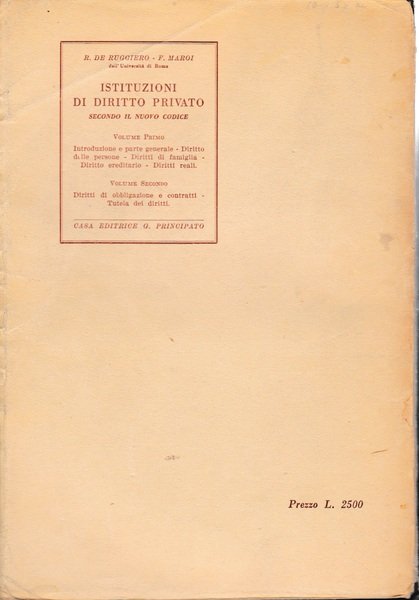 R. DE RUGGIERO - F. MAROI
dell'Università di Roma
ISTITUZIONI
DI DIRITTO PRIVATO
SECONDO IL NUOVO CODICE
VOLUME PRIMO
Introduzione e parte generale - Diritto
delle persone - Diritti di famiglia -
Diritto ereditario - Diritti reali.
VOLUME SECONDO
Diritti di obbligazione e contratti -
Tutela dei diritti.
CASA EDITRICE G. PRINCIPATO
Prezzo L. 2500